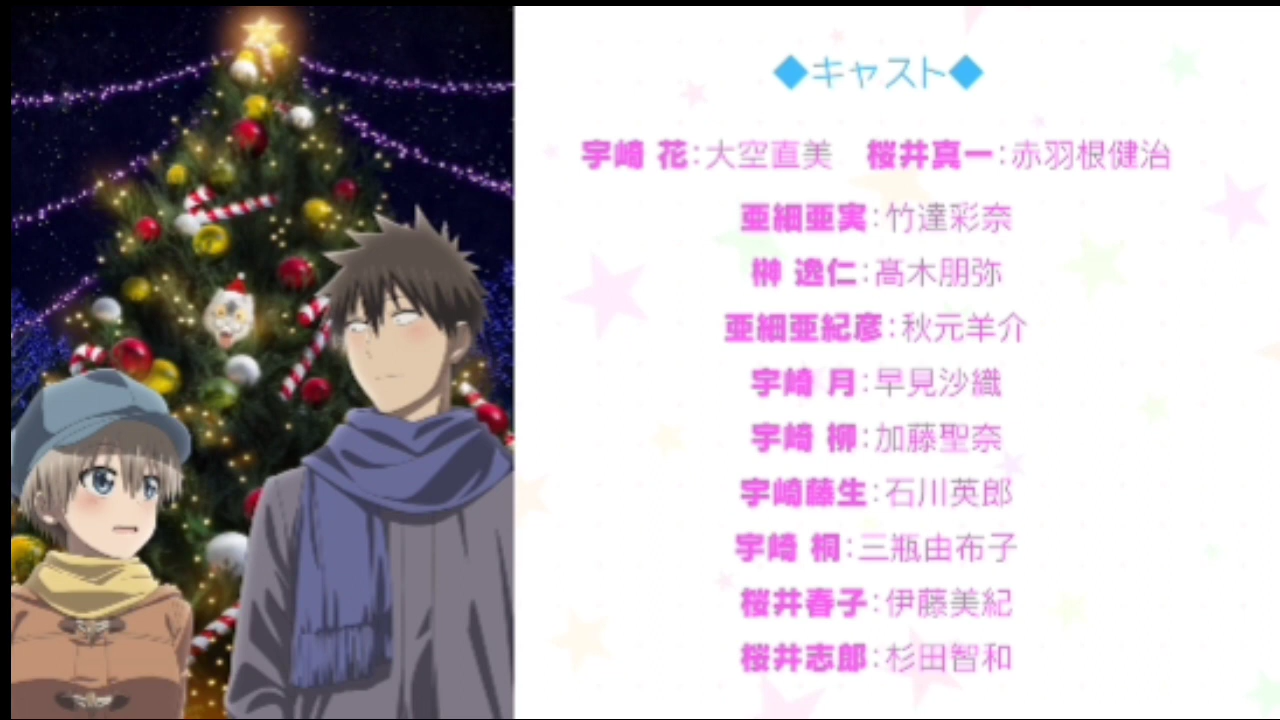 ◆キャスト◆
宇崎 花：大空直美　桜井真一：赤羽根健治
亜細亜実：竹達彩奈
榊 逸仁：髙木朋弥
亜細亜紀彦：秋元羊介
宇崎 月：早見沙織
宇崎 柳：加藤聖奈
宇崎藤生：石川英郎
宇崎 桐：三瓶由布子
桜井春子：伊藤美紀
桜井志郎：杉田智和